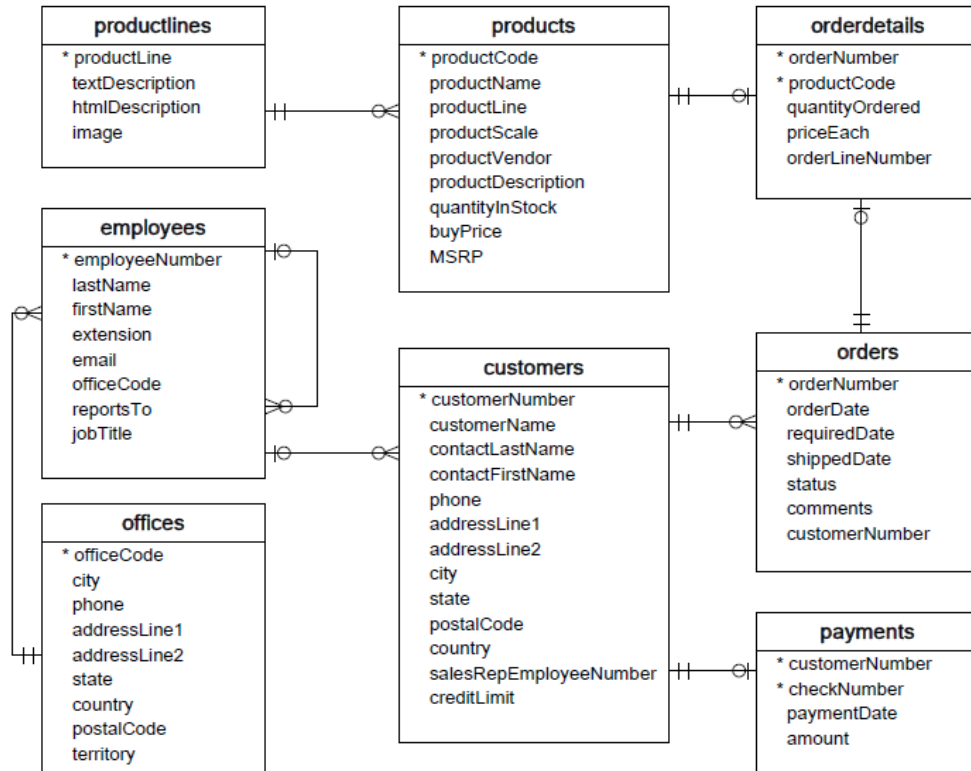 productlines
* productLine
textDescription
htmlDescription
image
products
* productCode
productName
productLine
productScale
productVendor
productDescription
quantityInStock
buyPrice
MSRP
orderdetails
* orderNumber
* productCode
quantityOrdered
priceEach
orderLineNumber
employees
* employeeNumber
lastName
firstName
extension
email
officeCode
reportsTo
jobTitle
customers
* customerNumber
customerName
contactLastName
contactFirstName
phone
addressLine1
addressLine2
city
state
postalCode
country
salesRepEmployeeNumber
creditLimit
orders
* orderNumber
orderDate
requiredDate
shippedDate
status
comments
customerNumber
offices
* officeCode
city
phone
addressLine1
addressLine2
state
country
postalCode
territory
payments
* customerNumber
* checkNumber
paymentDate
amount